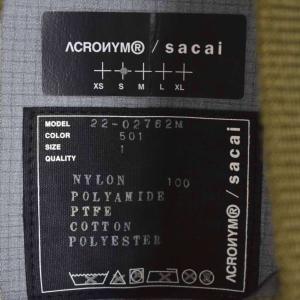 ACRONYM® / sacai
XS S M L XL
MODEL 22-02762M
COLOR 501
SIZE 1
QUALITY
NYLON 100
POLYAMIDE
PTFE
COTTON
POLYESTER
ACRONYM® / sacai